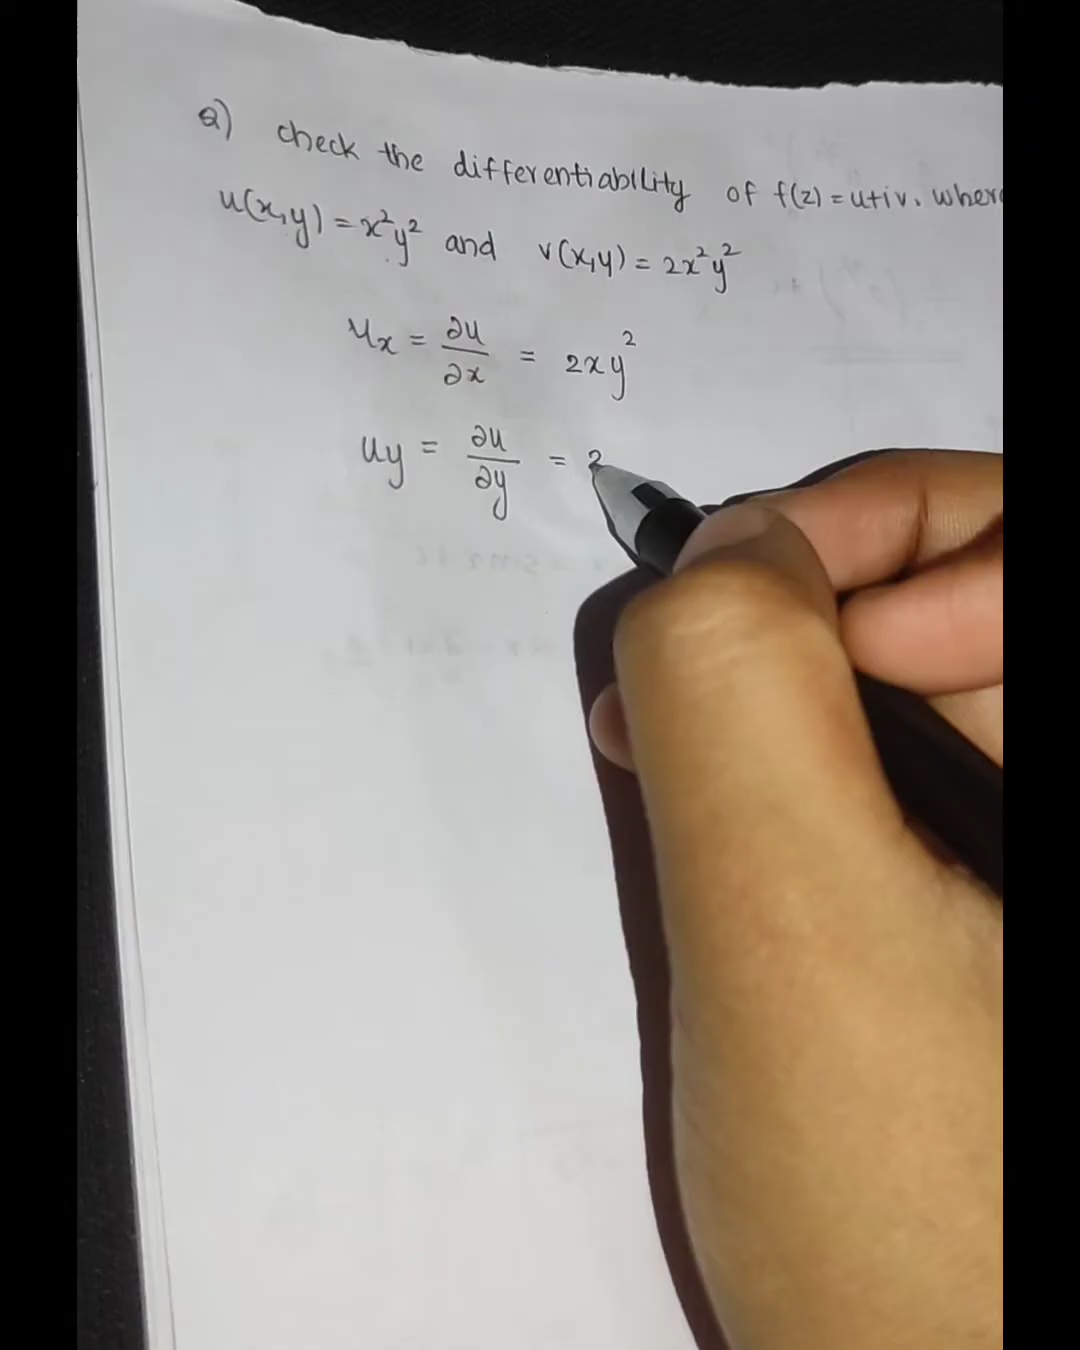 Q) check the differentiability of f(z) = u+iv. where
u(x,y) = x²y² and v(x,y) = 2x²y²
ux = ∂u/∂x = 2xy²
uy = ∂u/∂y = 2